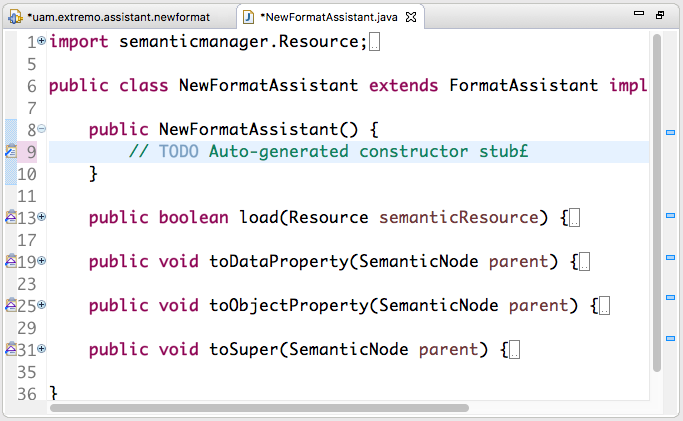 *uam.extremo.assistant.newformat
*NewFormatAssistant.java
1 import semanticmanager.Resource;
5
6 public class NewFormatAssistant extends FormatAssistant impl
7
8 public NewFormatAssistant() {
9 // TODO Auto-generated constructor stub£
10 }
11
13 public boolean load(Resource semanticResource) {
17
19 public void toDataProperty(SemanticNode parent) {
23
25 public void toObjectProperty(SemanticNode parent) {
29
31 public void toSuper(SemanticNode parent) {
35
36 }